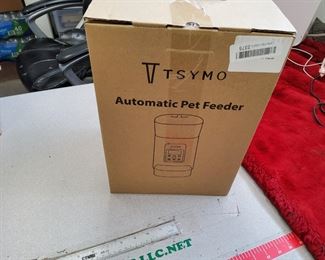 TSYMO
Automatic Pet Feeder
LLC.NET